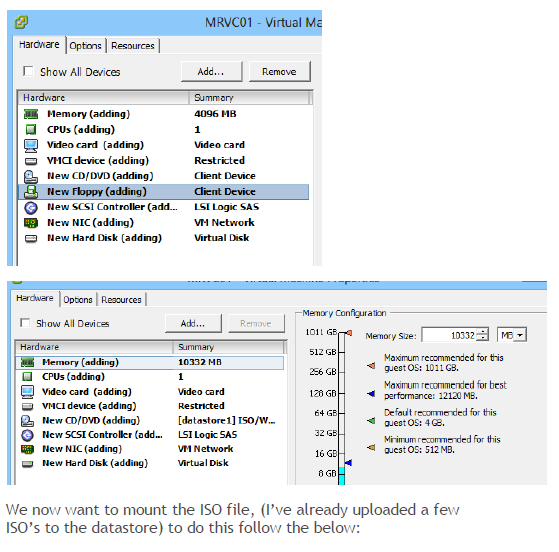 MRVC01 - Virtual Ma
Hardware Options Resources
Show All Devices Add... Remove
Hardware Summary
Memory (adding) 4096 MB
CPUs (adding) 1
Video card (adding) Video card
VMCI device (adding) Restricted
New CD/DVD (adding) Client Device
New Floppy (adding) Client Device
New SCSI Controller (add... LSI Logic SAS
New NIC (adding) VM Network
New Hard Disk (adding) Virtual Disk
Hardware Options Resources
Show All Devices Add... Remove
Hardware Summary
Memory (adding) 10332 MB
CPUs (adding) 1
Video card (adding) Video card
VMCI device (adding) Restricted
New CD/DVD (adding) [datastore1] ISO/W...
New SCSI Controller (add... LSI Logic SAS
New NIC (adding) VM Network
New Hard Disk (adding) Virtual Disk
Memory Configuration
1011 GB
512 GB
256 GB
128 GB
64 GB
32 GB
16 GB
8 GB
Memory Size: 10332 MB
Maximum recommended for this
guest OS: 1011 GB.
Maximum recommended for best
performance: 12120 MB.
Default recommended for this
guest OS: 4 GB.
Minimum recommended for this
guest OS: 512 MB.
We now want to mount the ISO file, (I've already uploaded a few
ISO's to the datastore) to do this follow the below: